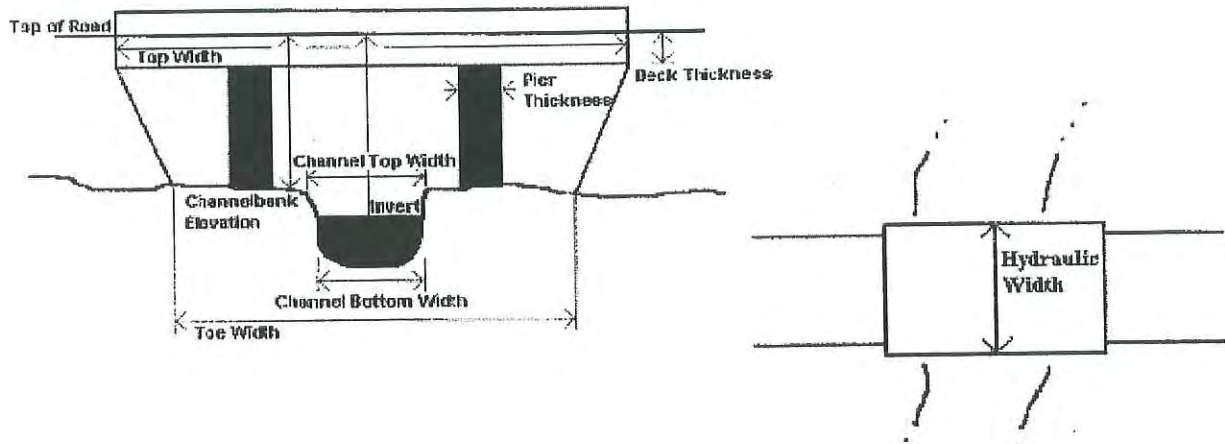 Top of Road
Top Width
Deck Thickness
Pier
Thickness
Channel Top Width
Channelbank
Elevation
Invert
Channel Bottom Width
Toe Width
Hydraulic
Width